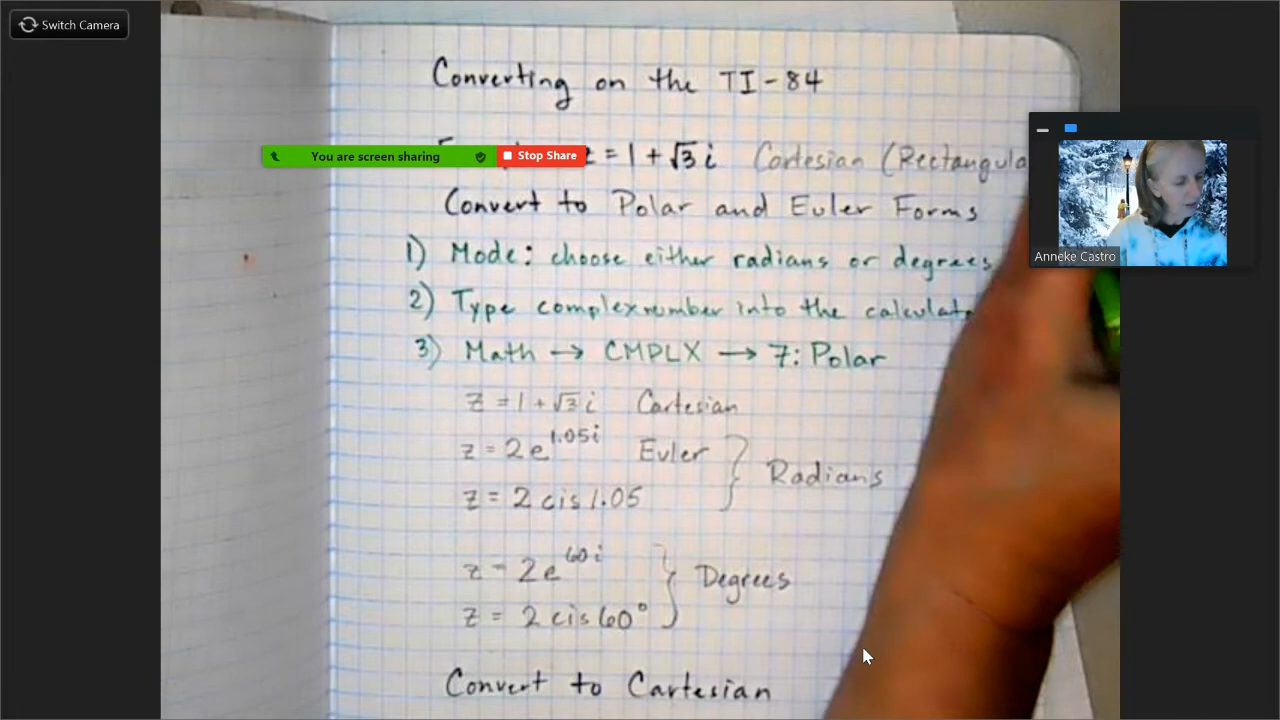 Switch Camera
Converting on the TI-84
You are screen sharing
Stop Share
z = 1 + √3 i Cartesian (Rectangula
Convert to Polar and Euler Forms
Anneke Castro
1) Mode: choose either radians or degrees
2) Type complex number into the calculat
3) Math → CMPLX → 7: Polar
z = 1 + √3 i Cartesian
z = 2e^1.05i Euler
z = 2 cis 1.05
Radians
z = 2e^60i
z = 2 cis 60°
Degrees
Convert to Cartesian